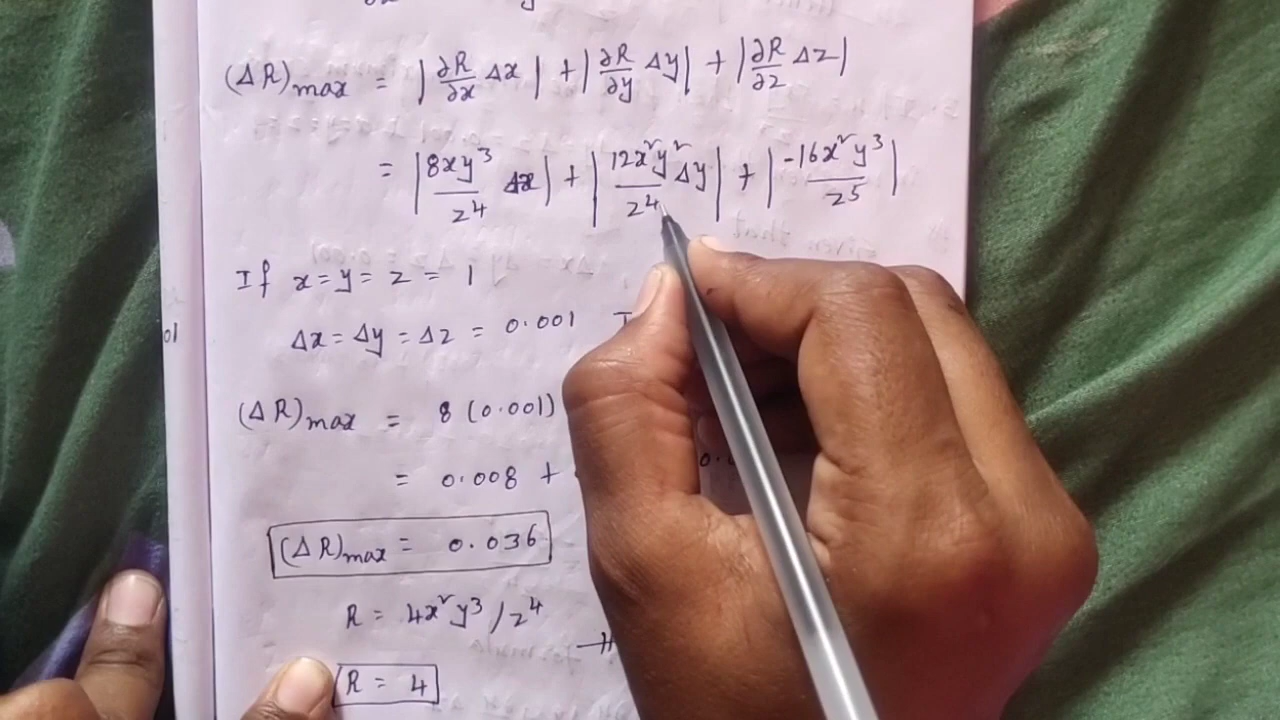 (ΔR)max = |∂R/∂x Δx| + |∂R/∂y Δy| + |∂R/∂z Δz|
= |8xy³/z⁴ Δx| + |12x²y²/z⁴ Δy| + |-16x²y³/z⁵|
If x = y = z = 1
Δx = Δy = Δz = 0.001
(ΔR)max = 8 (0.001)
= 0.008 +
(ΔR)max = 0.036
R = 4x²y³/z⁴
R = 4